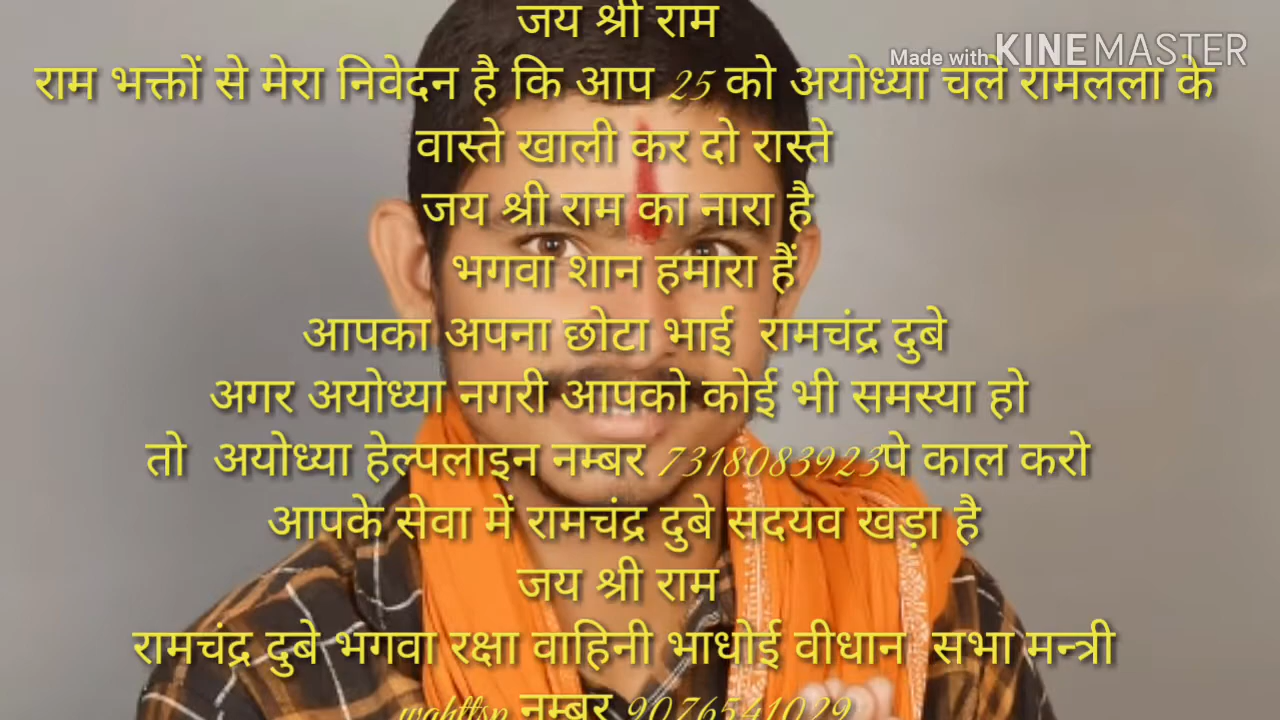 जय श्री राम
Made with KINEMASTER
राम भक्तों से मेरा निवेदन है कि आप 25 को अयोध्या चले रामलला के
वास्ते खाली कर दो रास्ते
जय श्री राम का नारा है
भगवा शान हमारा हैं
आपका अपना छोटा भाई रामचंद्र दुबे
अगर अयोध्या नगरी आपको कोई भी समस्या हो
तो अयोध्या हेल्पलाइन नम्बर 7318083923पे काल करो
आपके सेवा में रामचंद्र दुबे सदयव खड़ा है
जय श्री राम
रामचंद्र दुबे भगवा रक्षा वाहिनी भाधोई वीधान सभा मन्त्री
wahttsp नम्बर 9076541029